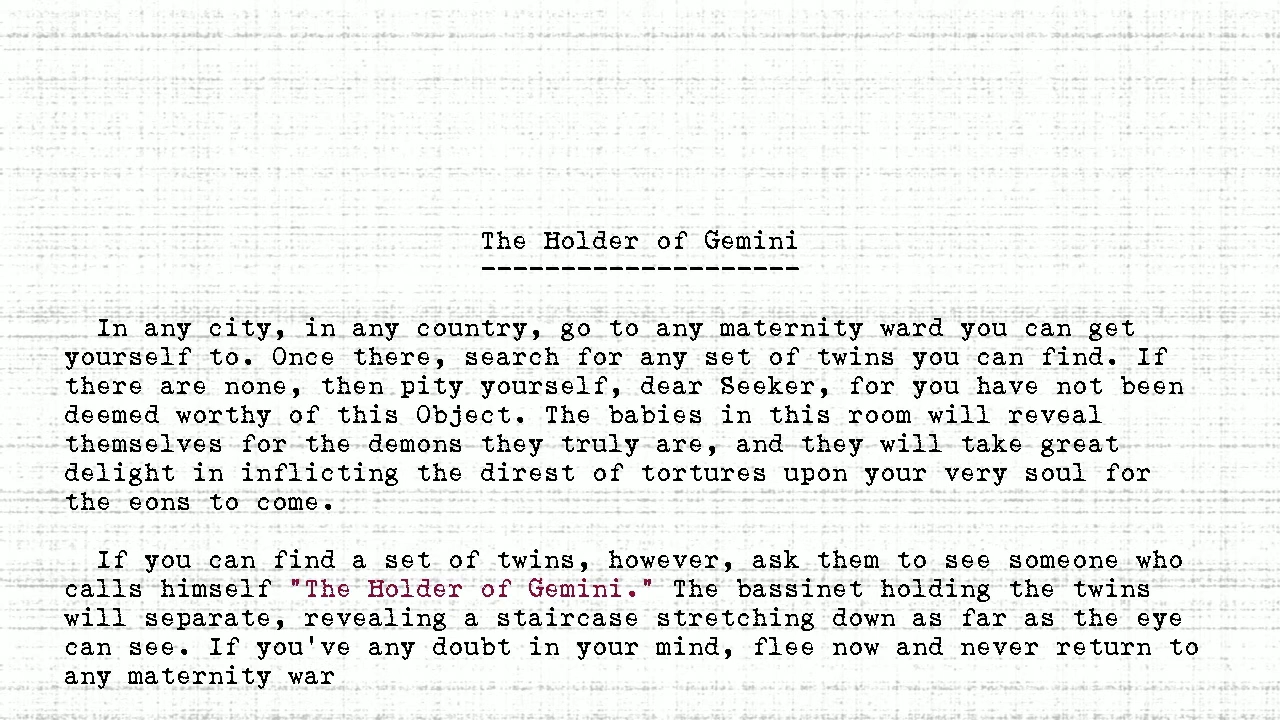 The Holder of Gemini
--------------------
In any city, in any country, go to any maternity ward you can get
yourself to. Once there, search for any set of twins you can find. If
there are none, then pity yourself, dear Seeker, for you have not been
deemed worthy of this Object. The babies in this room will reveal
themselves for the demons they truly are, and they will take great
delight in inflicting the direst of tortures upon your very soul for
the eons to come.
If you can find a set of twins, however, ask them to see someone who
calls himself "The Holder of Gemini." The bassinet holding the twins
will separate, revealing a staircase stretching down as far as the eye
can see. If you've any doubt in your mind, flee now and never return to
any maternity war